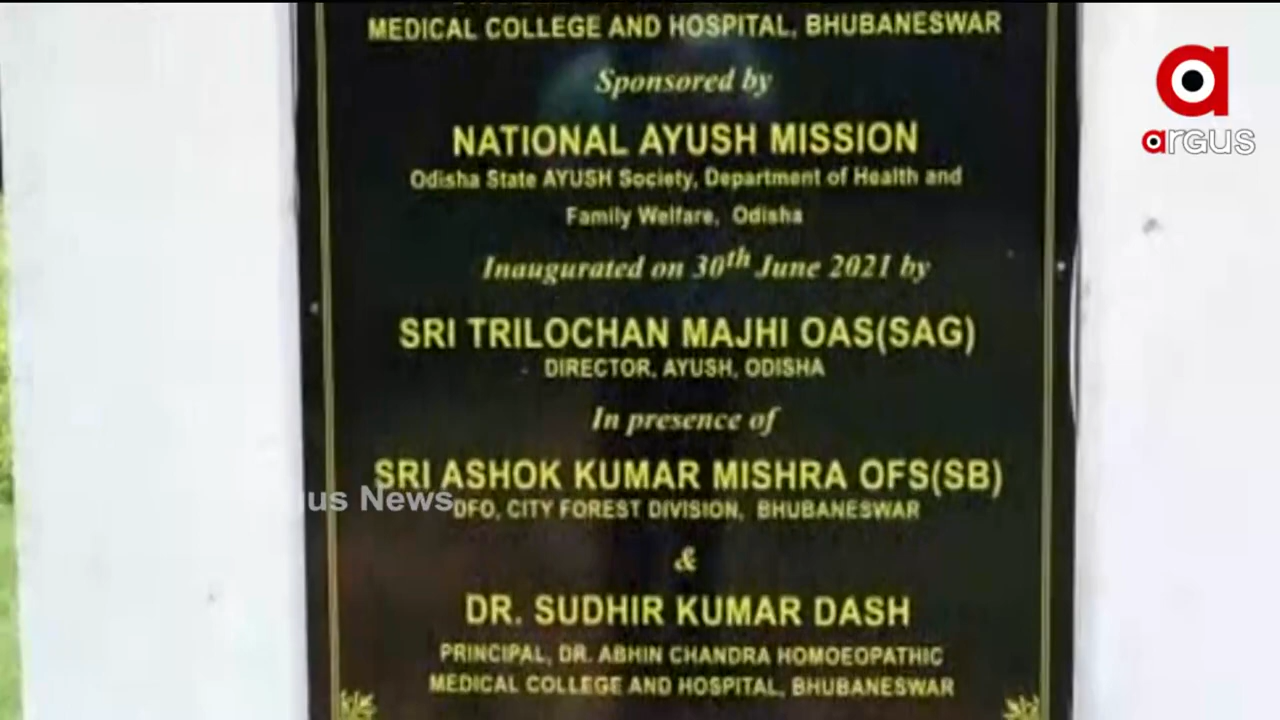 MEDICAL COLLEGE AND HOSPITAL, BHUBANESWAR
Sponsored by
NATIONAL AYUSH MISSION
Odisha State AYUSH Society, Department of Health and
Family Welfare, Odisha
Inaugurated on 30th June 2021 by
SRI TRILOCHAN MAJHI OAS(SAG)
DIRECTOR, AYUSH, ODISHA
In presence of
SRI ASHOK KUMAR MISHRA OFS(SB)
DFO, CITY FOREST DIVISION, BHUBANESWAR
&
DR. SUDHIR KUMAR DASH
PRINCIPAL, DR. ABHIN CHANDRA HOMOEOPATHIC
MEDICAL COLLEGE AND HOSPITAL, BHUBANESWAR
argus
News